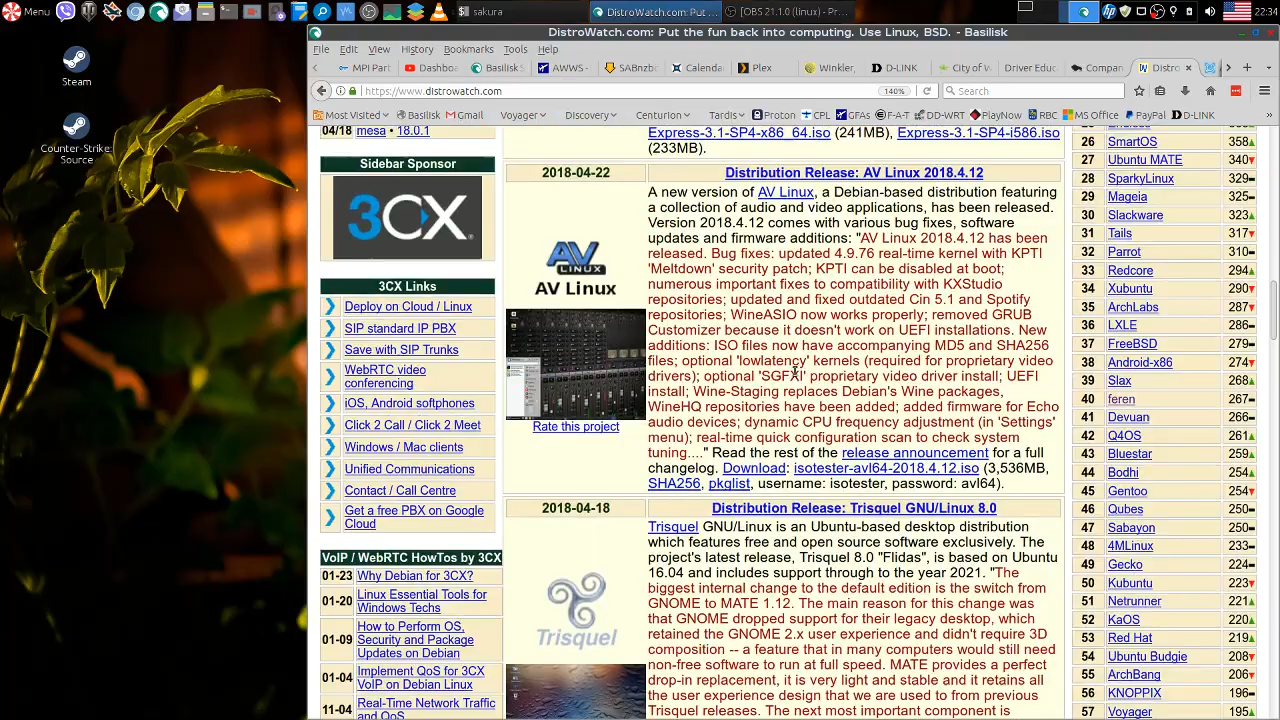 Menu
sakura
DistroWatch.com: Put ...
[OBS 21.1.0 (linux) - Pr...
22:34
Steam
Counter-Strike:
Source
DistroWatch.com: Put the fun back into computing. Use Linux, BSD. - Basilisk
File Edit View History Bookmarks Tools Help
MPI Part
Dashboa
Basilisk S
AWWS -
SABnzb
Calenda
Plex
Winkler,
D-LINK
City of V
Driver Educ
Compan
Distro
https://www.distrowatch.com
140%
Search
Most Visited
Basilisk
Gmail
Voyager
Discovery
Centurion
Tardis
Proton
CPL
GFAs
F-A-T
DD-WRT
PlayNow
RBC
MS Office
PayPal
D-LINK
04/18 mesa • 18.0.1
Sidebar Sponsor
3CX
3CX Links
Deploy on Cloud / Linux
SIP standard IP PBX
Save with SIP Trunks
WebRTC video
conferencing
iOS, Android softphones
Click 2 Call / Click 2 Meet
Windows / Mac clients
Unified Communications
Contact / Call Centre
Get a free PBX on Google
Cloud
VoIP / WebRTC HowTos by 3CX
01-23 Why Debian for 3CX?
01-20 Linux Essential Tools for
Windows Techs
01-09 How to Perform OS,
Security and Package
Updates on Debian
01-04 Implement QoS for 3CX
VoIP on Debian Linux
11-04 Real-Time Network Traffic
and QoS
Express-3.1-SP4-x86_64.iso (241MB), Express-3.1-SP4-i586.iso
(233MB).
2018-04-22
Distribution Release: AV Linux 2018.4.12
AV
LINUX
AV Linux
Rate this project
A new version of AV Linux, a Debian-based distribution featuring
a collection of audio and video applications, has been released.
Version 2018.4.12 comes with various bug fixes, software
updates and firmware additions: "AV Linux 2018.4.12 has been
released. Bug fixes: updated 4.9.76 real-time kernel with KPTI
'Meltdown' security patch; KPTI can be disabled at boot;
numerous important fixes to compatibility with KXStudio
repositories; updated and fixed outdated Cin 5.1 and Spotify
repositories; WineASIO now works properly; removed GRUB
Customizer because it doesn't work on UEFI installations. New
additions: ISO files now have accompanying MD5 and SHA256
files; optional 'lowlatency' kernels (required for proprietary video
drivers); optional 'SGFXI' proprietary video driver install; UEFI
install; Wine-Staging replaces Debian's Wine packages,
WineHQ repositories have been added; added firmware for Echo
audio devices; dynamic CPU frequency adjustment (in 'Settings'
menu); real-time quick configuration scan to check system
tuning...." Read the rest of the release announcement for a full
changelog. Download: isotester-avl64-2018.4.12.iso (3,536MB,
SHA256, pkglist, username: isotester, password: avl64).
2018-04-18
Distribution Release: Trisquel GNU/Linux 8.0
Trisquel
Trisquel GNU/Linux is an Ubuntu-based desktop distribution
which features free and open source software exclusively. The
project's latest release, Trisquel 8.0 "Flidas", is based on Ubuntu
16.04 and includes support through to the year 2021. "The
biggest internal change to the default edition is the switch from
GNOME to MATE 1.12. The main reason for this change was
that GNOME dropped support for their legacy desktop, which
retained the GNOME 2.x user experience and didn't require 3D
composition -- a feature that in many computers would still need
non-free software to run at full speed. MATE provides a perfect
drop-in replacement, it is very light and stable and it retains all
the user experience design that we are used to from previous
Trisquel releases. The next most important component is
26 SmartOS 358
27 Ubuntu MATE 340
28 SparkyLinux 329
29 Mageia 325
30 Slackware 323
31 Tails 317
32 Parrot 310
33 Redcore 294
34 Xubuntu 290
35 ArchLabs 287
36 LXLE 286
37 FreeBSD 280
38 Android-x86 274
39 Slax 268
40 feren 267
41 Devuan 266
42 Q4OS 261
43 Bluestar 259
44 Bodhi 254
45 Gentoo 254
46 Qubes 250
47 Sabayon 250
48 4MLinux 233
49 Gecko 224
50 Kubuntu 223
51 Netrunner 221
52 KaOS 220
53 Red Hat 219
54 Ubuntu Budgie 208
55 ArchBang 206
56 KNOPPIX 196
57 Voyager 195